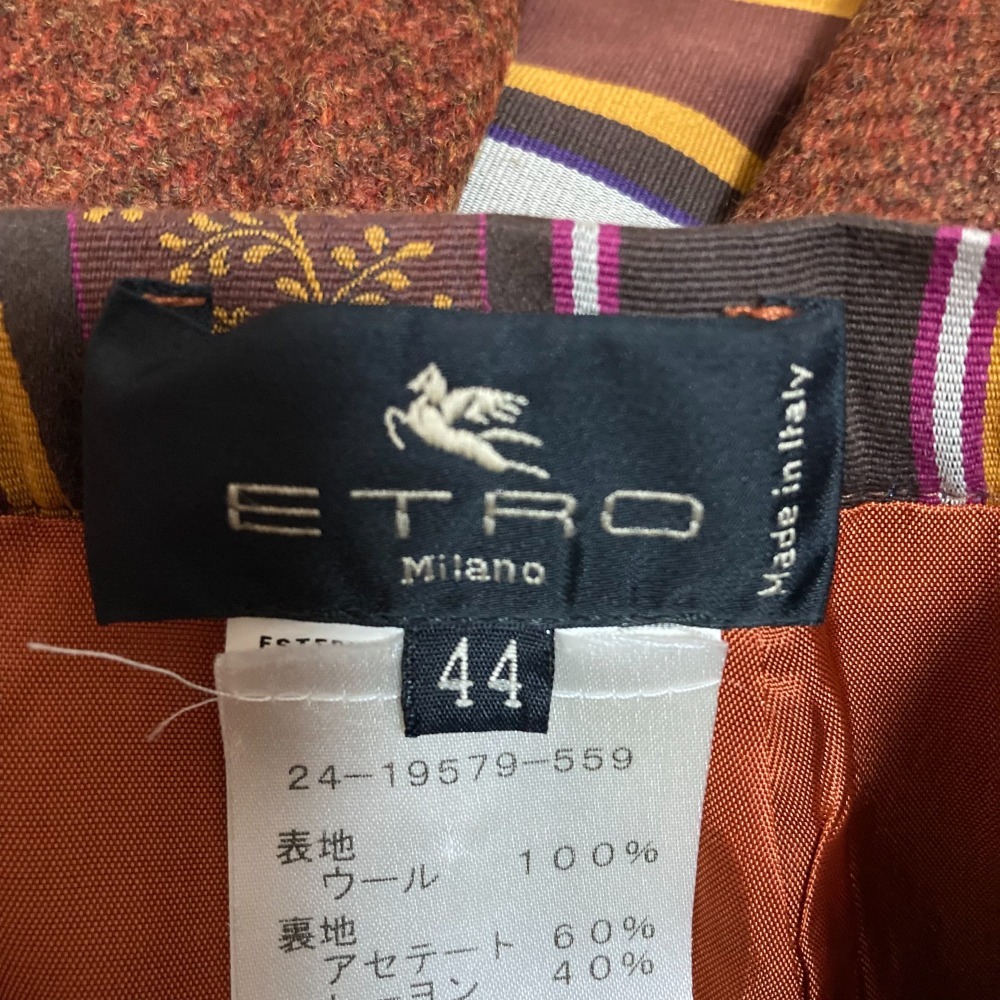 ETRO
Milano
Made in Italy
44
24-19579-559
表地
ウール 100%
裏地
アセテート 60%
40%